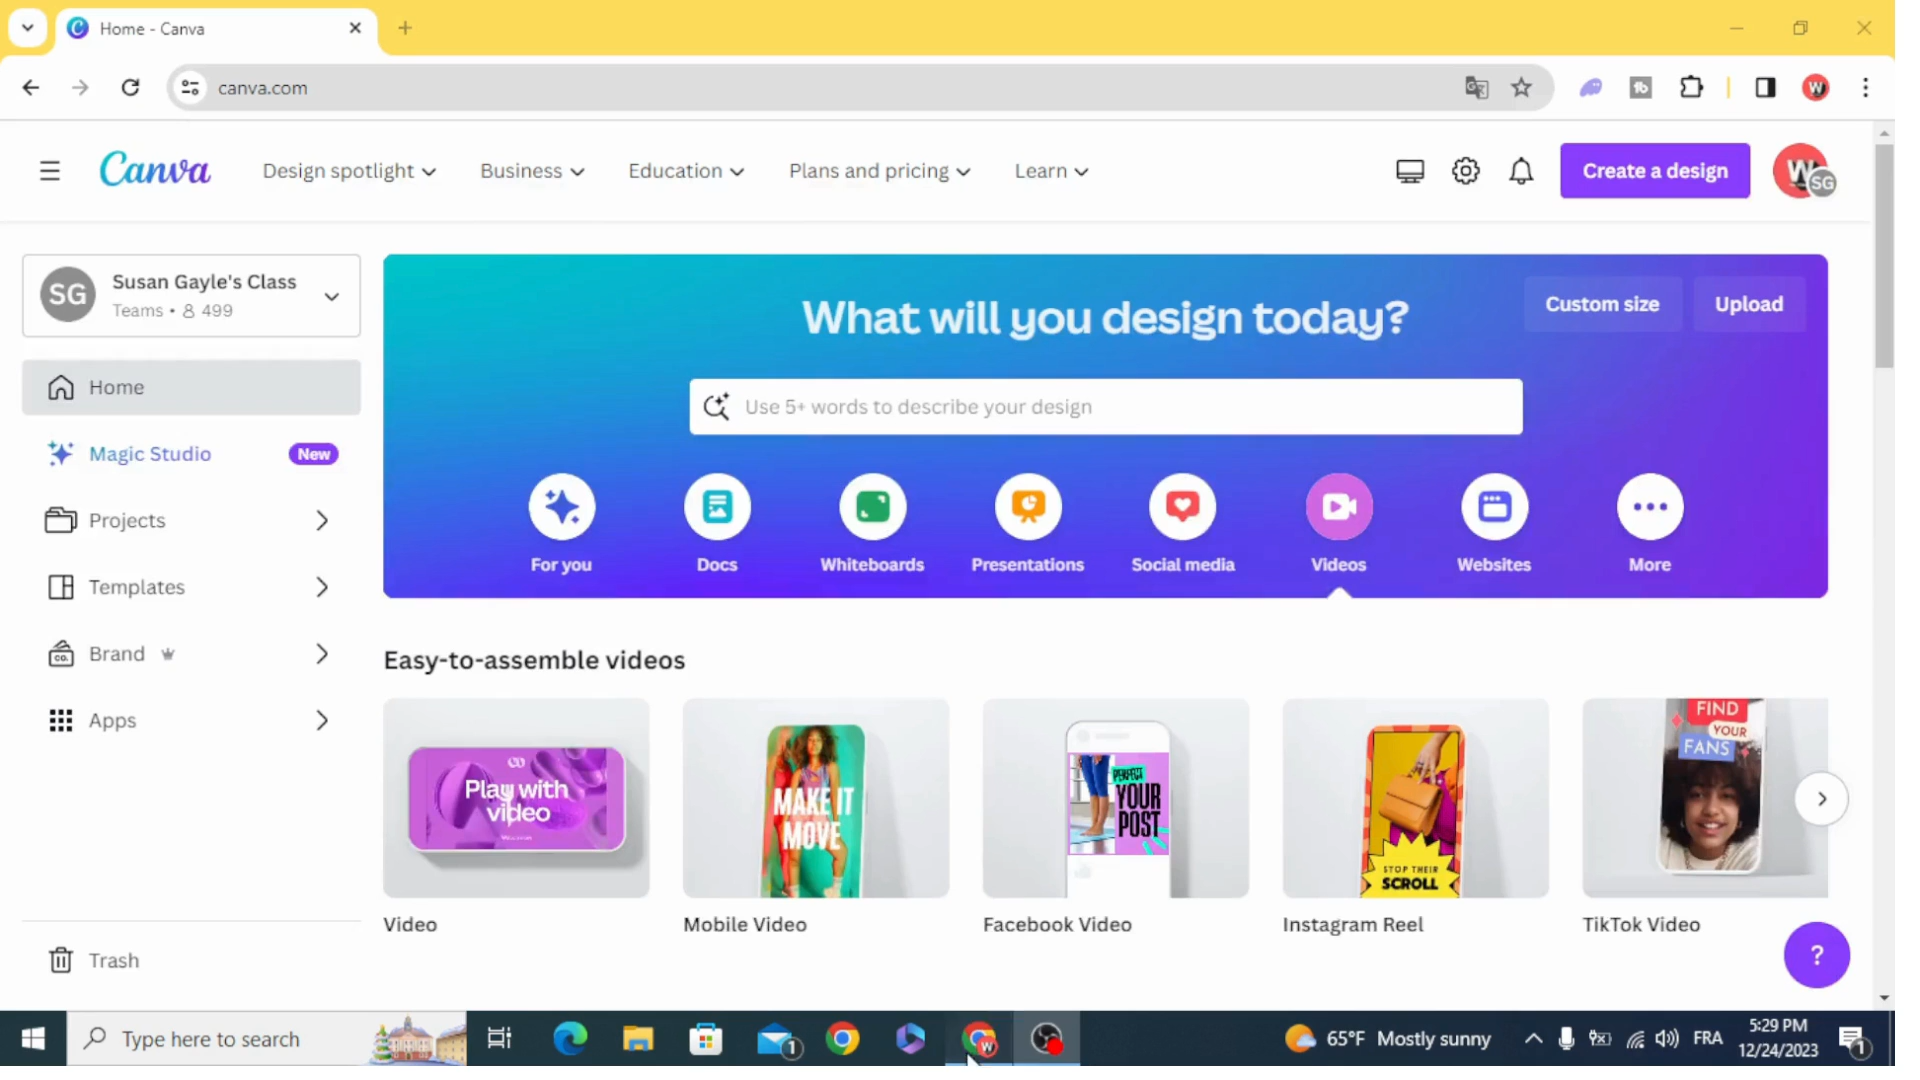 Home - Canva
canva.com
Canva
Design spotlight
Business
Education
Plans and pricing
Learn
Create a design
W
SG
SG
Susan Gayle's Class
Teams • 499
What will you design today?
Custom size
Upload
Use 5+ words to describe your design
Home
Magic Studio
New
Projects
Templates
Brand
Apps
For you
Docs
Whiteboards
Presentations
Social media
Videos
Websites
More
Easy-to-assemble videos
Play with
video
MAKE IT
MOVE
PERFECT
YOUR
POST
STOP THEIR
SCROLL
FIND
YOUR
FANS
Video
Mobile Video
Facebook Video
Instagram Reel
TikTok Video
Trash
?
Type here to search
1
W
65°F Mostly sunny
FRA
5:29 PM
12/24/2023
1